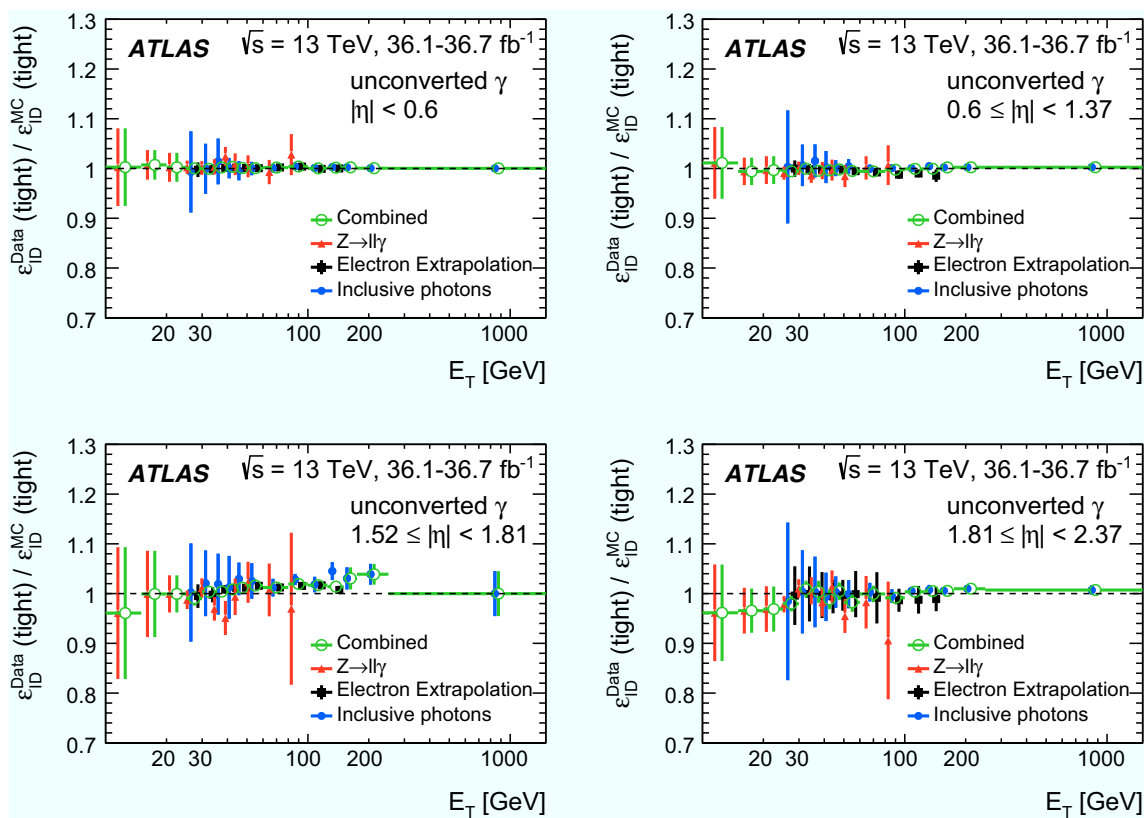 ATLAS √s = 13 TeV, 36.1-36.7 fb⁻¹
unconverted γ
|η| < 0.6
Combined
Z→llγ
Electron Extrapolation
Inclusive photons
ε_ID^Data (tight) / ε_ID^MC (tight)
1.3
1.2
1.1
1
0.9
0.8
0.7
20 30 100 200 1000
E_T [GeV]
ATLAS √s = 13 TeV, 36.1-36.7 fb⁻¹
unconverted γ
0.6 ≤ |η| < 1.37
Combined
Z→llγ
Electron Extrapolation
Inclusive photons
ε_ID^Data (tight) / ε_ID^MC (tight)
1.3
1.2
1.1
1
0.9
0.8
0.7
20 30 100 200 1000
E_T [GeV]
ATLAS √s = 13 TeV, 36.1-36.7 fb⁻¹
unconverted γ
1.52 ≤ |η| < 1.81
Combined
Z→llγ
Electron Extrapolation
Inclusive photons
ε_ID^Data (tight) / ε_ID^MC (tight)
1.3
1.2
1.1
1
0.9
0.8
0.7
20 30 100 200 1000
E_T [GeV]
ATLAS √s = 13 TeV, 36.1-36.7 fb⁻¹
unconverted γ
1.81 ≤ |η| < 2.37
Combined
Z→llγ
Electron Extrapolation
Inclusive photons
ε_ID^Data (tight) / ε_ID^MC (tight)
1.3
1.2
1.1
1
0.9
0.8
0.7
20 30 100 200 1000
E_T [GeV]